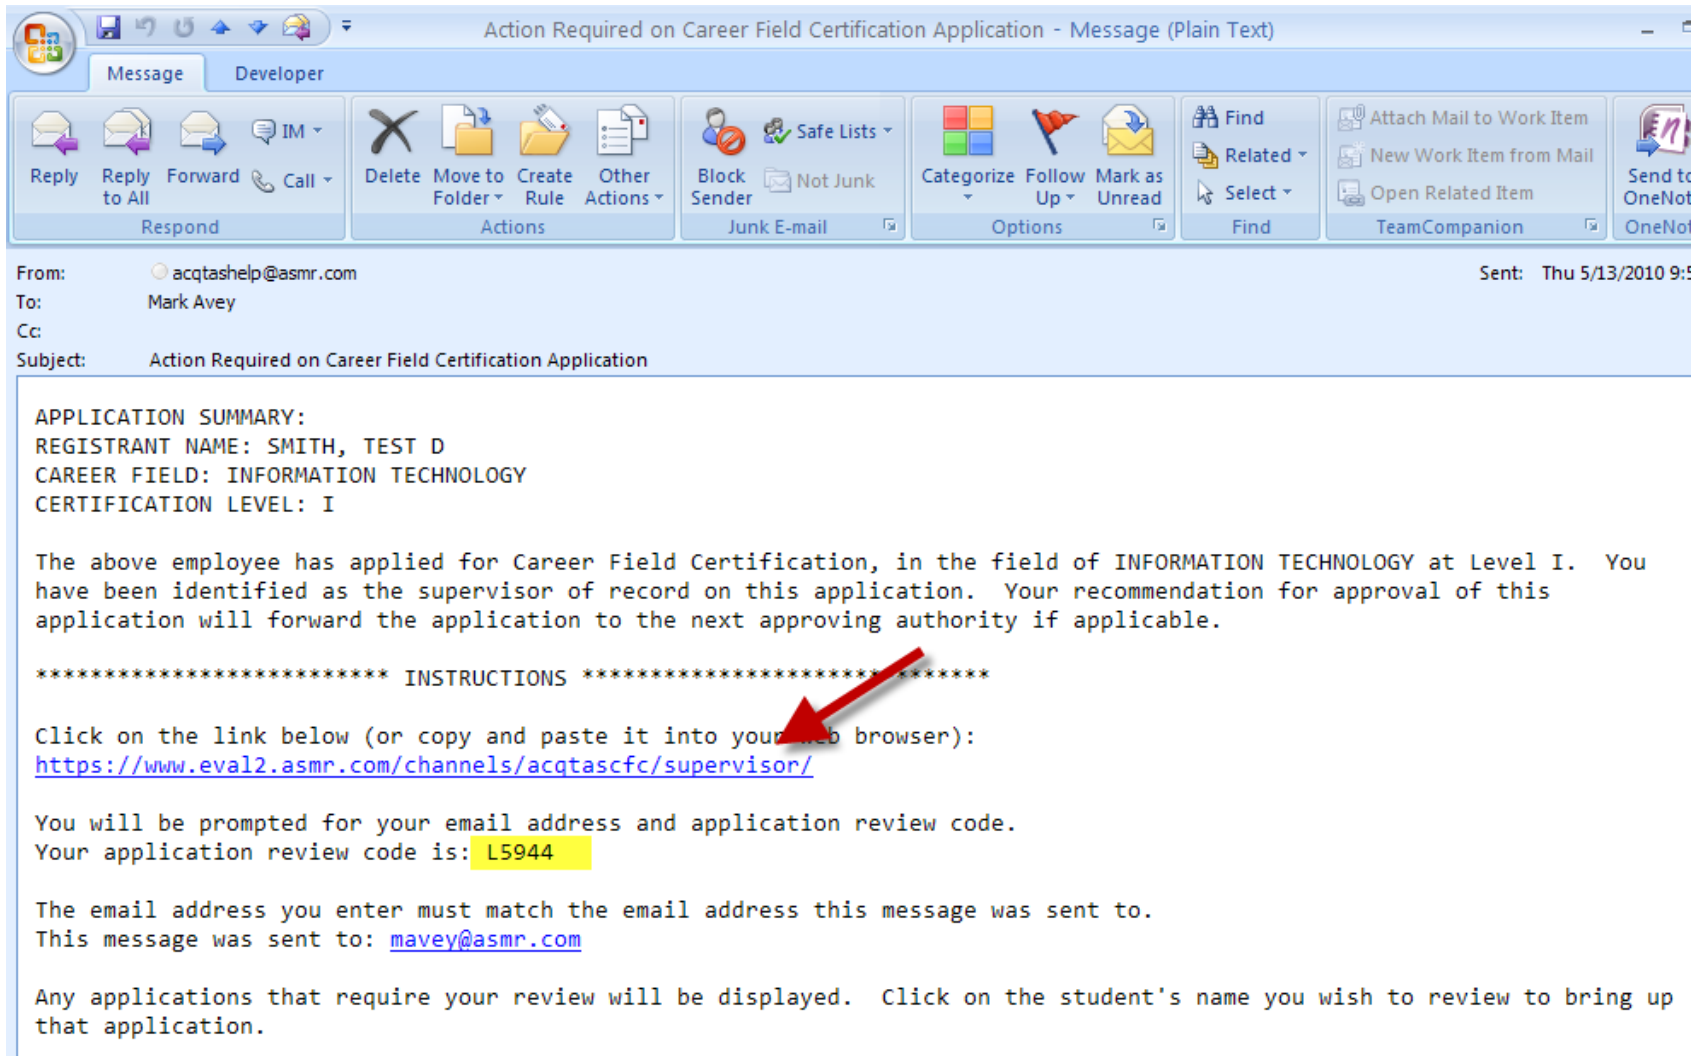 Action Required on Career Field Certification Application - Message (Plain Text)
Message Developer
Reply
Reply to All
Forward
IM
Call
Respond
Delete
Move to Folder
Create Rule
Other Actions
Actions
Block Sender
Safe Lists
Not Junk
Junk E-mail
Categorize
Follow Up
Mark as Unread
Options
Find
Related
Select
Find
Attach Mail to Work Item
New Work Item from Mail
Open Related Item
TeamCompanion
Send to
From: acqtashelp@asmr.com
Sent: Thu 5/13/2010
To: Mark Avey
Cc:
Subject: Action Required on Career Field Certification Application
APPLICATION SUMMARY:
REGISTRANT NAME: SMITH, TEST D
CAREER FIELD: INFORMATION TECHNOLOGY
CERTIFICATION LEVEL: I
The above employee has applied for Career Field Certification, in the field of INFORMATION TECHNOLOGY at Level I. You
have been identified as the supervisor of record on this application. Your recommendation for approval of this
application will forward the application to the next approving authority if applicable.
************************** INSTRUCTIONS ******************************
Click on the link below (or copy and paste it into your web browser):
https://www.eval2.asmr.com/channels/acqtascfc/supervisor/
You will be prompted for your email address and application review code.
Your application review code is: L5944
The email address you enter must match the email address this message was sent to.
This message was sent to: mavey@asmr.com
Any applications that require your review will be displayed. Click on the student's name you wish to review to bring up
that application.